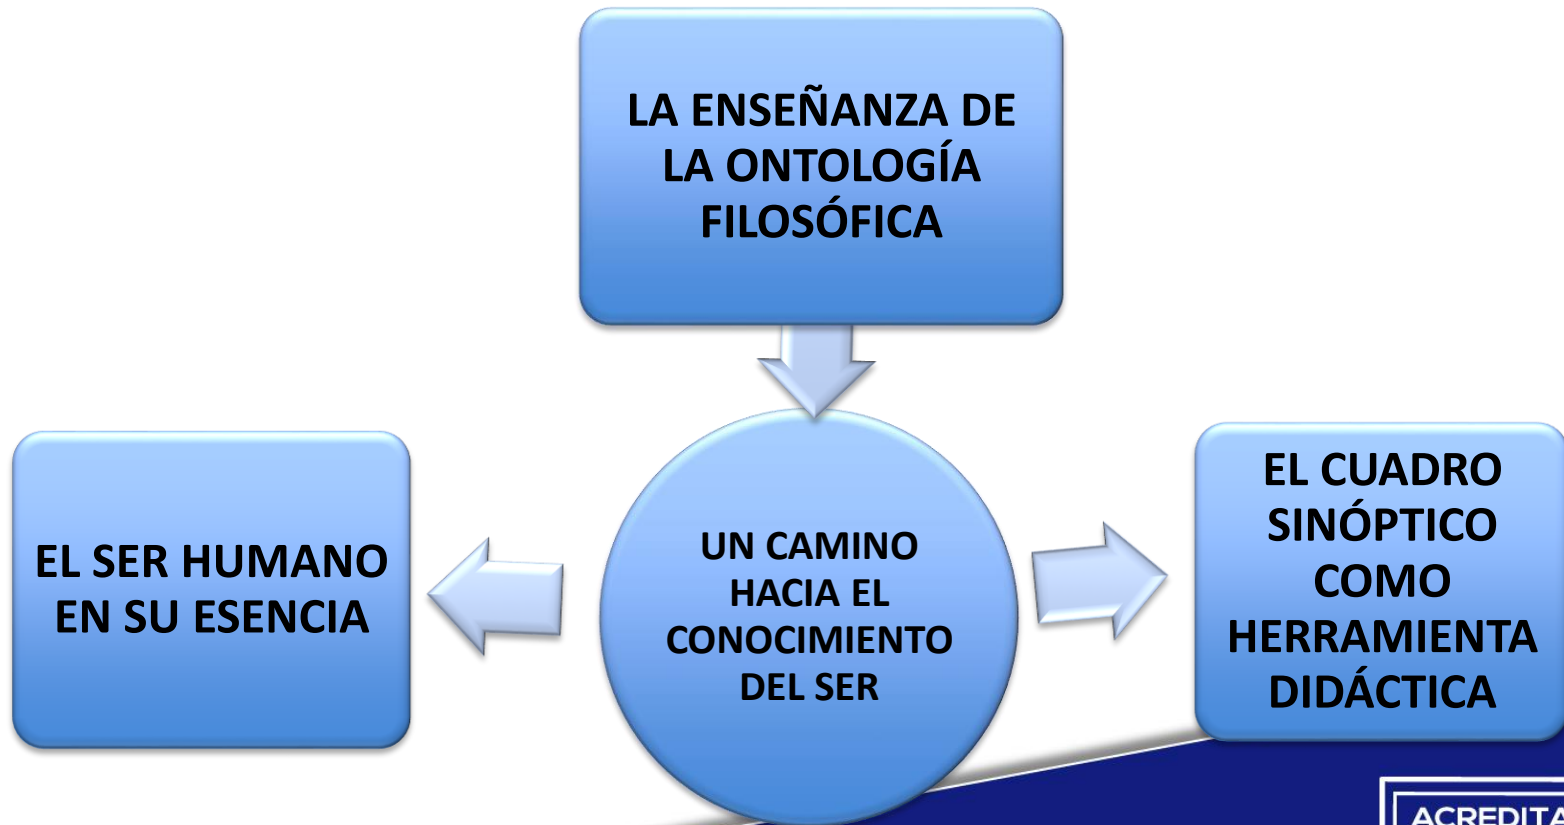 LA ENSEÑANZA DE
LA ONTOLOGÍA
FILOSÓFICA
EL SER HUMANO
EN SU ESENCIA
UN CAMINO
HACIA EL
CONOCIMIENTO
DEL SER
EL CUADRO
SINÓPTICO
COMO
HERRAMIENTA
DIDÁCTICA